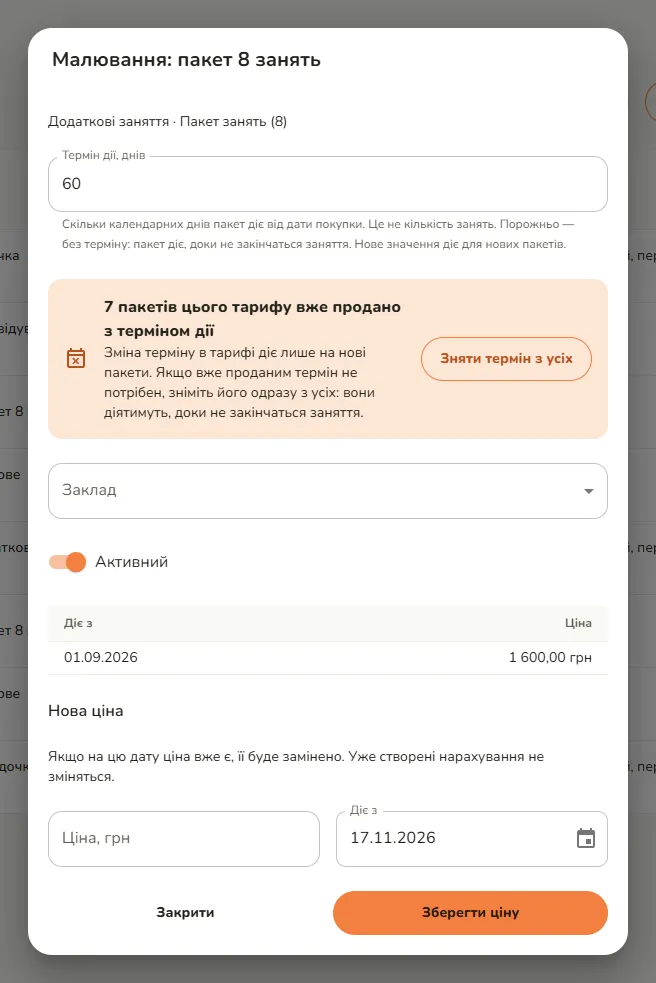 Малювання: пакет 8 занять
Додаткові заняття · Пакет занять (8)
Термін дії, днів
60
Скільки календарних днів пакет діє від дати покупки. Це не кількість занять. Порожньо —
без терміну: пакет діє, доки не закінчаться заняття. Нове значення діє для нових пакетів.
7 пакетів цього тарифу вже продано
з терміном дії
Зміна терміну в тарифі діє лише на нові
пакети. Якщо вже проданим термін не
потрібен, зніміть його одразу з усіх: вони
діятимуть, доки не закінчаться заняття.
Зняти термін з усіх
Заклад
Активний
Діє з Ціна
01.09.2026 1 600,00 грн
Нова ціна
Якщо на цю дату ціна вже є, її буде замінено. Уже створені нарахування не
зміняться.
Ціна, грн
Діє з
17.11.2026
Закрити Зберегти ціну